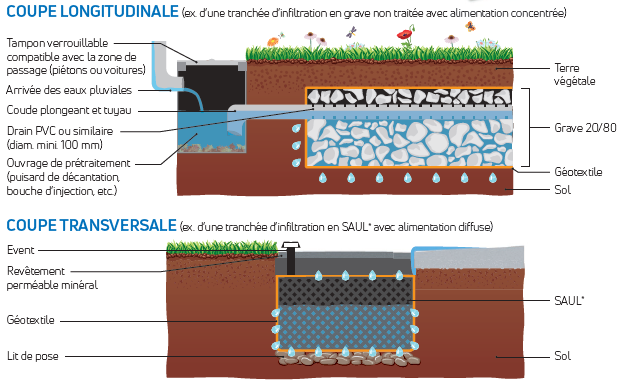 COUPE LONGITUDINALE (ex. d'une tranchée d'infiltration en grave non traitée avec alimentation concentrée)
Tampon verrouillable
compatible avec la zone de
passage (piétons ou voitures)
Arrivée des eaux pluviales
Coude plongeant et tuyau
Drain PVC ou similaire
(diam. mini 100 mm)
Ouvrage de prétraitement
(puisard de décantation,
bouche d'injection, etc.)
Terre
végétale
Grave 20/80
Géotextile
Sol
COUPE TRANSVERSALE (ex. d'une tranchée d'infiltration en SAUL* avec alimentation diffuse)
Event
Revêtement
perméable minéral
Géotextile
Lit de pose
SAUL*
Sol